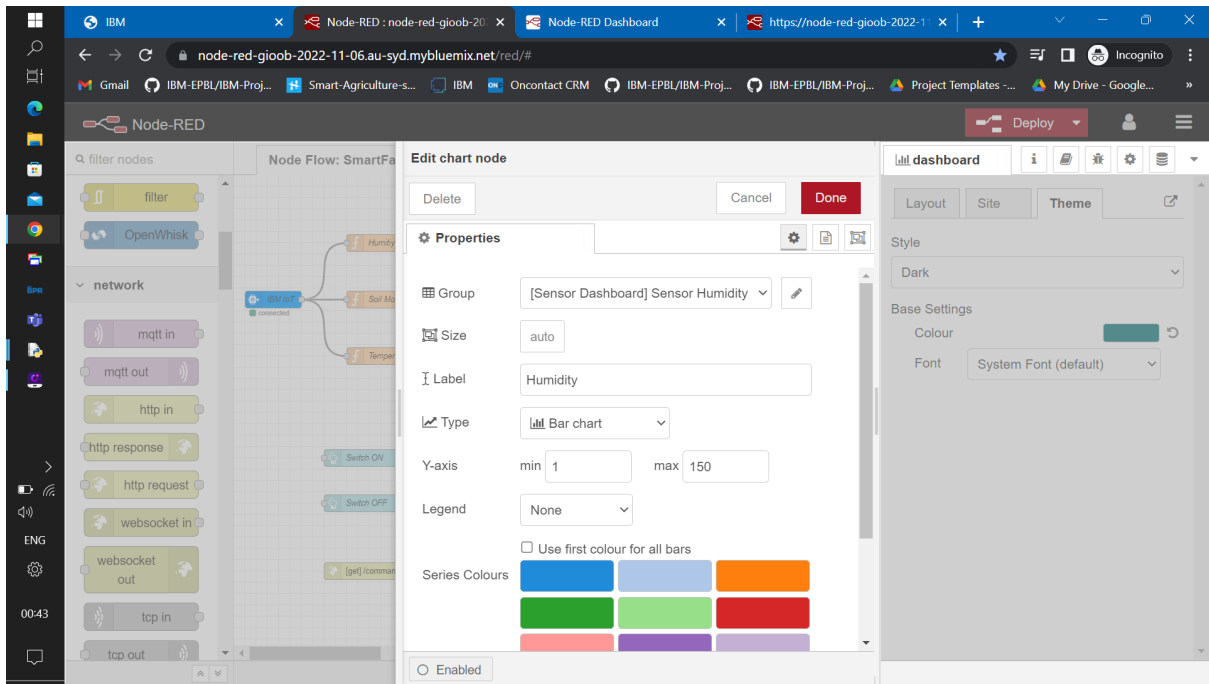 IBM
Node-RED : node-red-gioob-20
Node-RED Dashboard
https://node-red-gioob-2022-11
node-red-gioob-2022-11-06.au-syd.mybluemix.net/red/#
Incognito
Gmail
IBM-EPBL/IBM-Proj...
Smart-Agriculture-s...
IBM
ON
Oncontact CRM
IBM-EPBL/IBM-Proj...
IBM-EPBL/IBM-Proj...
Project Templates -...
My Drive - Google...
»
Node-RED
Deploy
filter nodes
filter
OpenWhisk
network
mqtt in
mqtt out
http in
http response
http request
websocket in
websocket
out
tcp in
tcp out
Node Flow: SmartFa
IBM IoT
connected
Humitiy
Soil Mo
Temper
Switch ON
Switch OFF
[get] /comman
Edit chart node
Delete
Cancel
Done
Properties
Group
[Sensor Dashboard] Sensor Humidity
Size
auto
Label
Humidity
Type
Bar chart
Y-axis
min
1
max
150
Legend
None
Use first colour for all bars
Series Colours
Enabled
dashboard
i
Layout
Site
Theme
Style
Dark
Base Settings
Colour
Font
System Font (default)
BPR
ENG
00:43